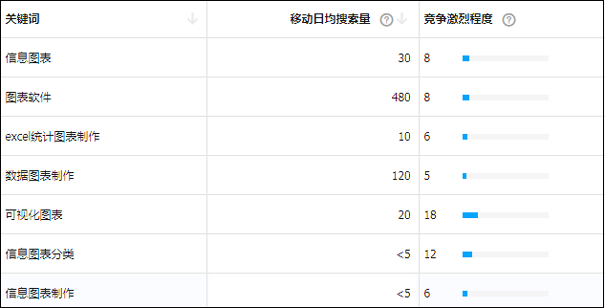 关键词 移动日均搜索量 竞争激烈程度
信息图表 30 8
图表软件 480 8
excel统计图表制作 10 6
数据图表制作 120 5
可视化图表 20 18
信息图表分类 <5 12
信息图表制作 <5 6